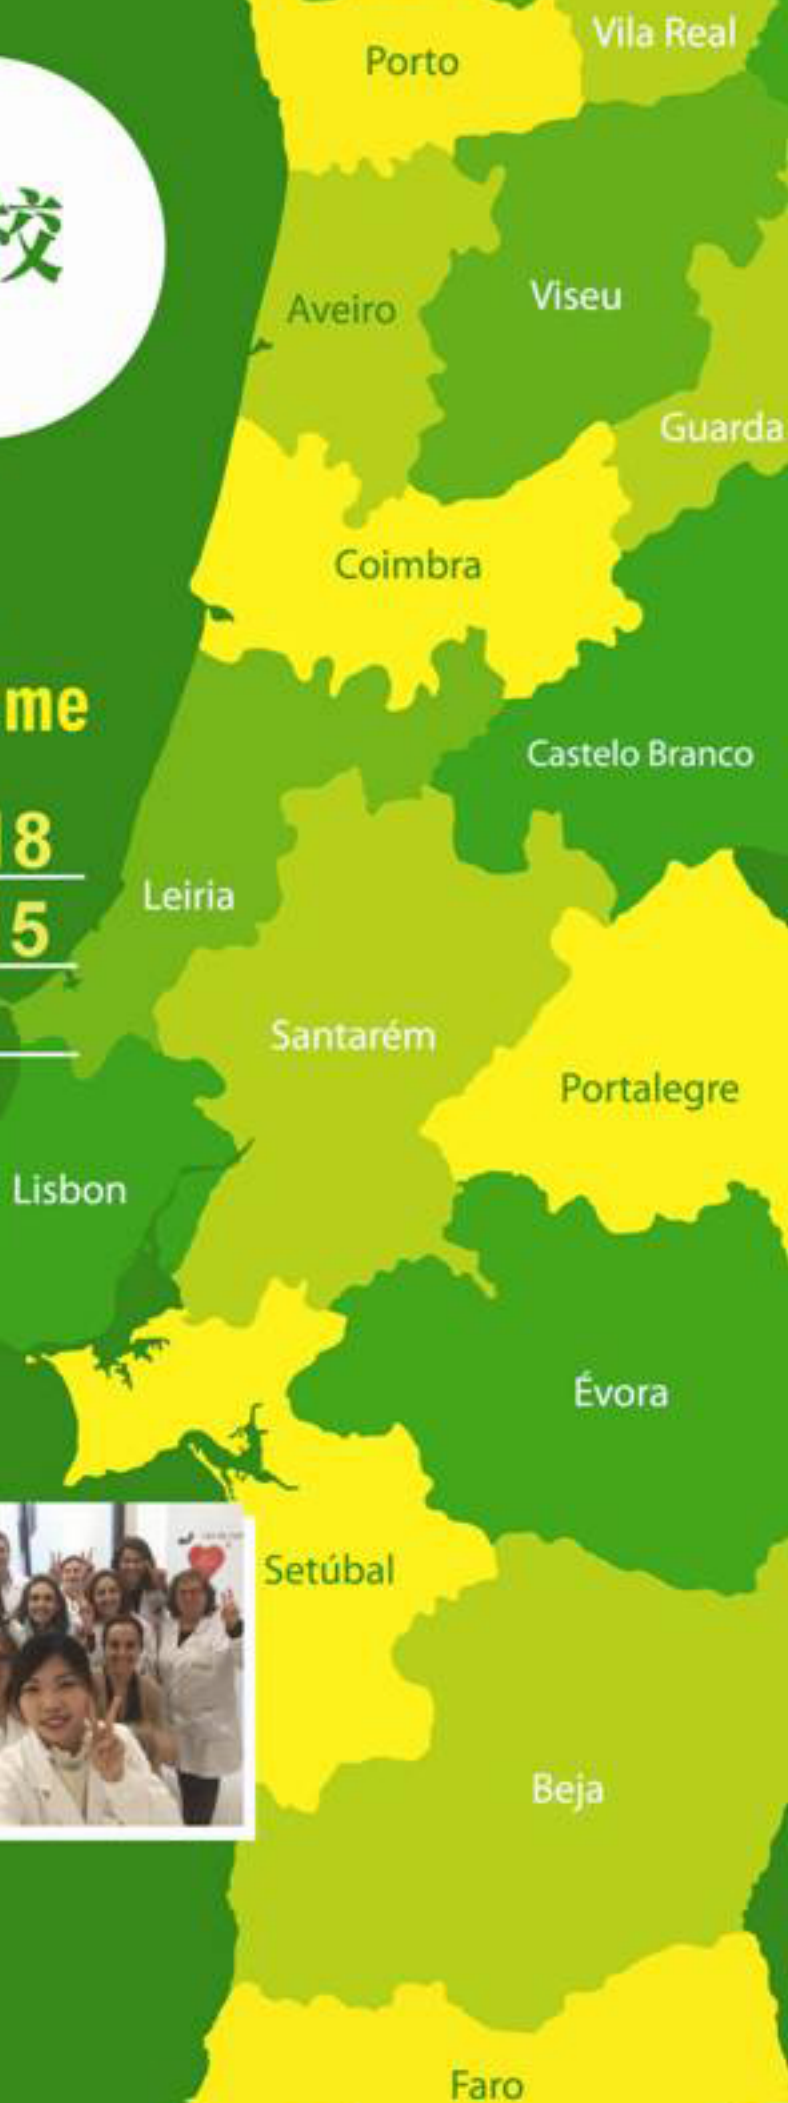 Vila Real
Porto
校
Viseu
Aveiro
Guarda
Coimbra
me
Castelo Branco
8
Leiria
5
Santarém
Portalegre
Lisbon
Évora
Setúbal
Beja
Faro